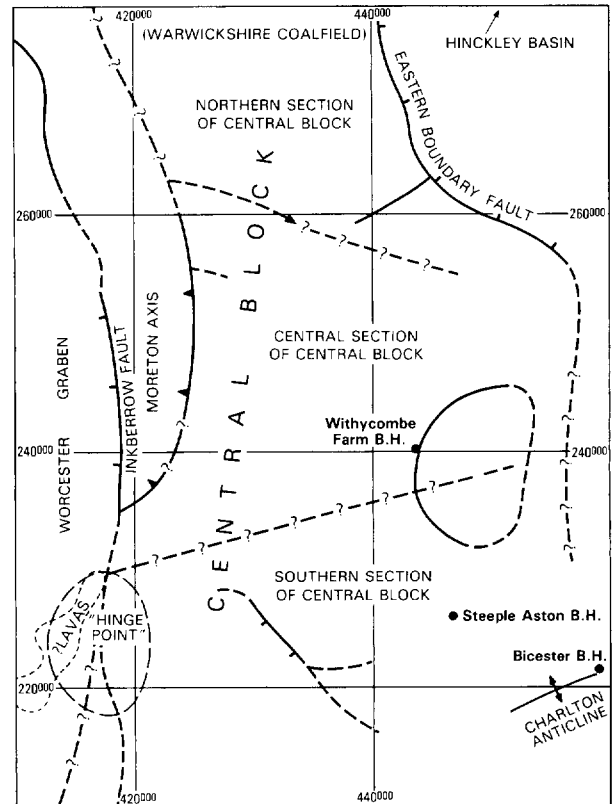 420000
440000
(WARWICKSHIRE COALFIELD)
HINCKLEY BASIN
EASTERN BOUNDARY FAULT
NORTHERN SECTION
OF CENTRAL BLOCK
?
?
260000
260000
?
?
?
?
?
?
CENTRAL BLOCK
WORCESTER GRABEN
INKBERROW FAULT
MORETON AXIS
CENTRAL SECTION
OF CENTRAL BLOCK
?
?
Withycombe
Farm B.H.
240000
240000
?
?
?
?
?
?
?
SOUTHERN SECTION
OF CENTRAL BLOCK
?LAVAS
"HINGE
POINT"
Steeple Aston B.H.
Bicester B.H.
220000
220000
CHARLTON
ANTICLINE
?
?
420000
440000